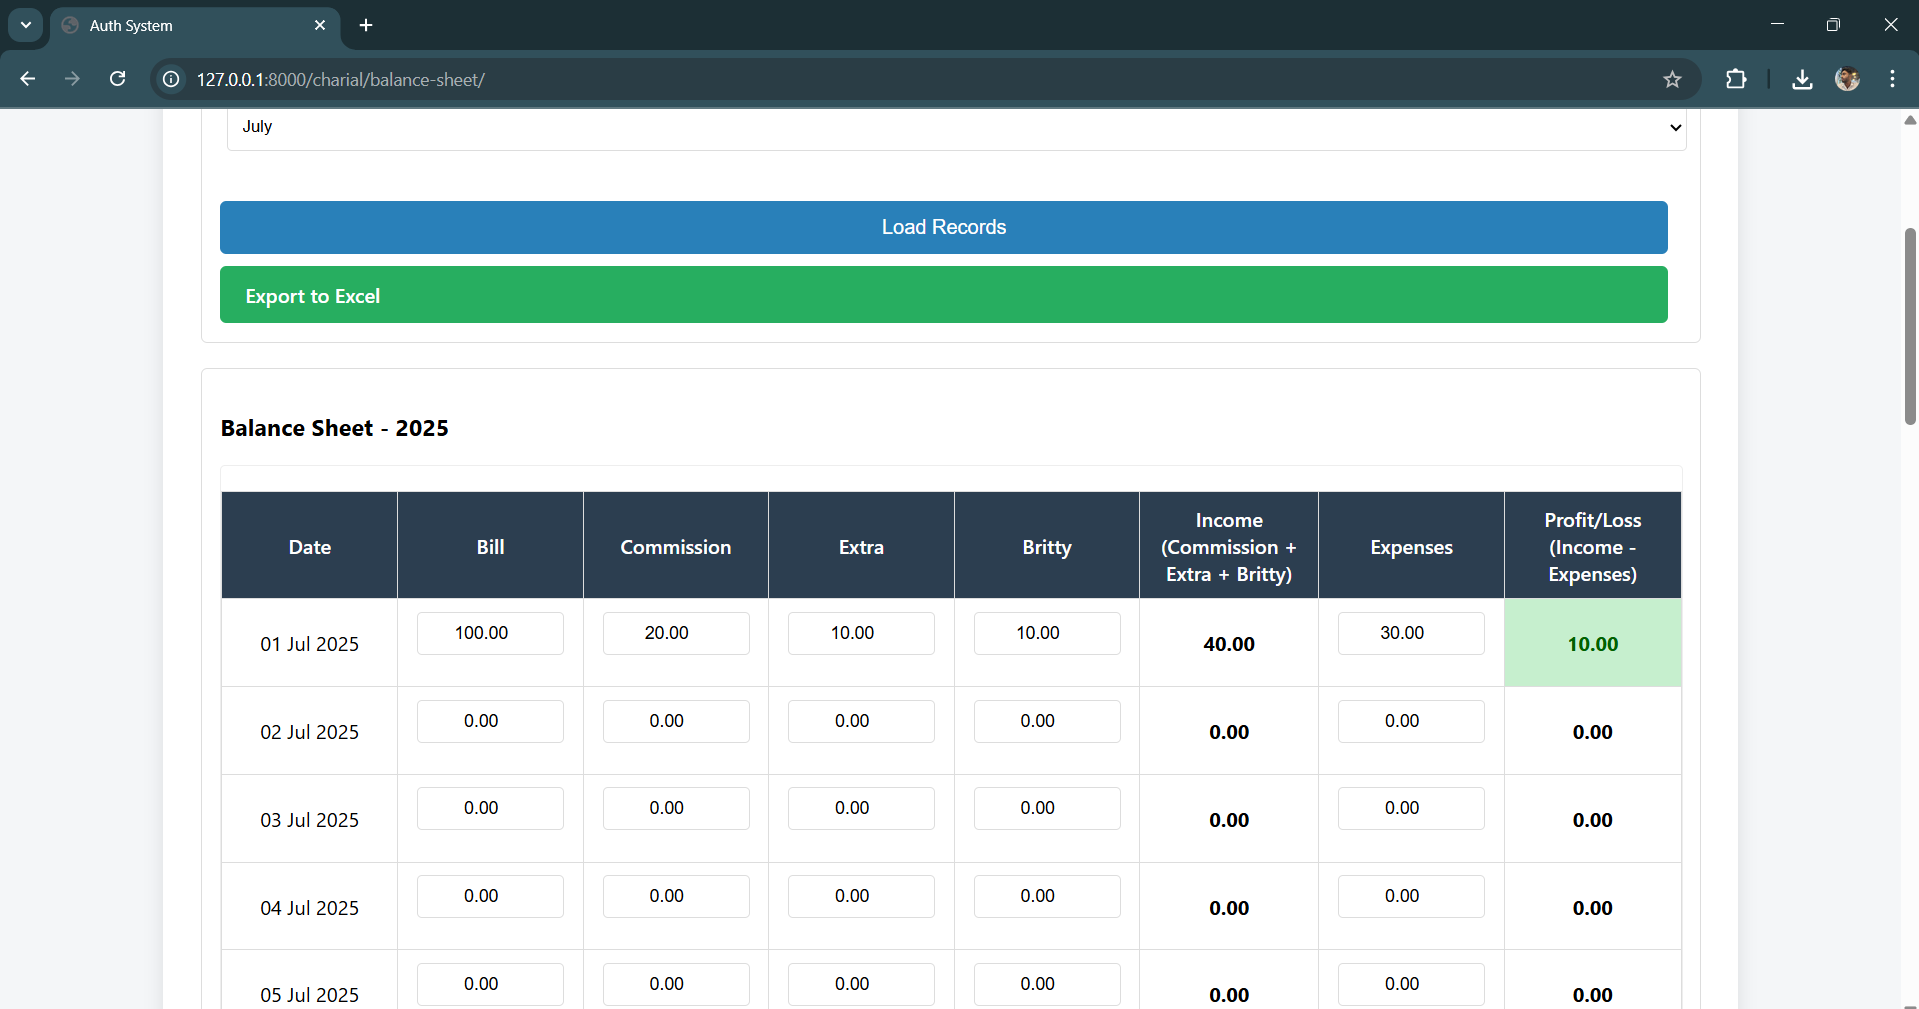 Auth System
127.0.0.1:8000/charial/balance-sheet/
July
Load Records
Export to Excel
Balance Sheet - 2025
Date Bill Commission Extra Britty Income (Commission + Extra + Britty) Expenses Profit/Loss (Income - Expenses)
01 Jul 2025 100.00 20.00 10.00 10.00 40.00 30.00 10.00
02 Jul 2025 0.00 0.00 0.00 0.00 0.00 0.00 0.00
03 Jul 2025 0.00 0.00 0.00 0.00 0.00 0.00 0.00
04 Jul 2025 0.00 0.00 0.00 0.00 0.00 0.00 0.00
05 Jul 2025 0.00 0.00 0.00 0.00 0.00 0.00 0.00